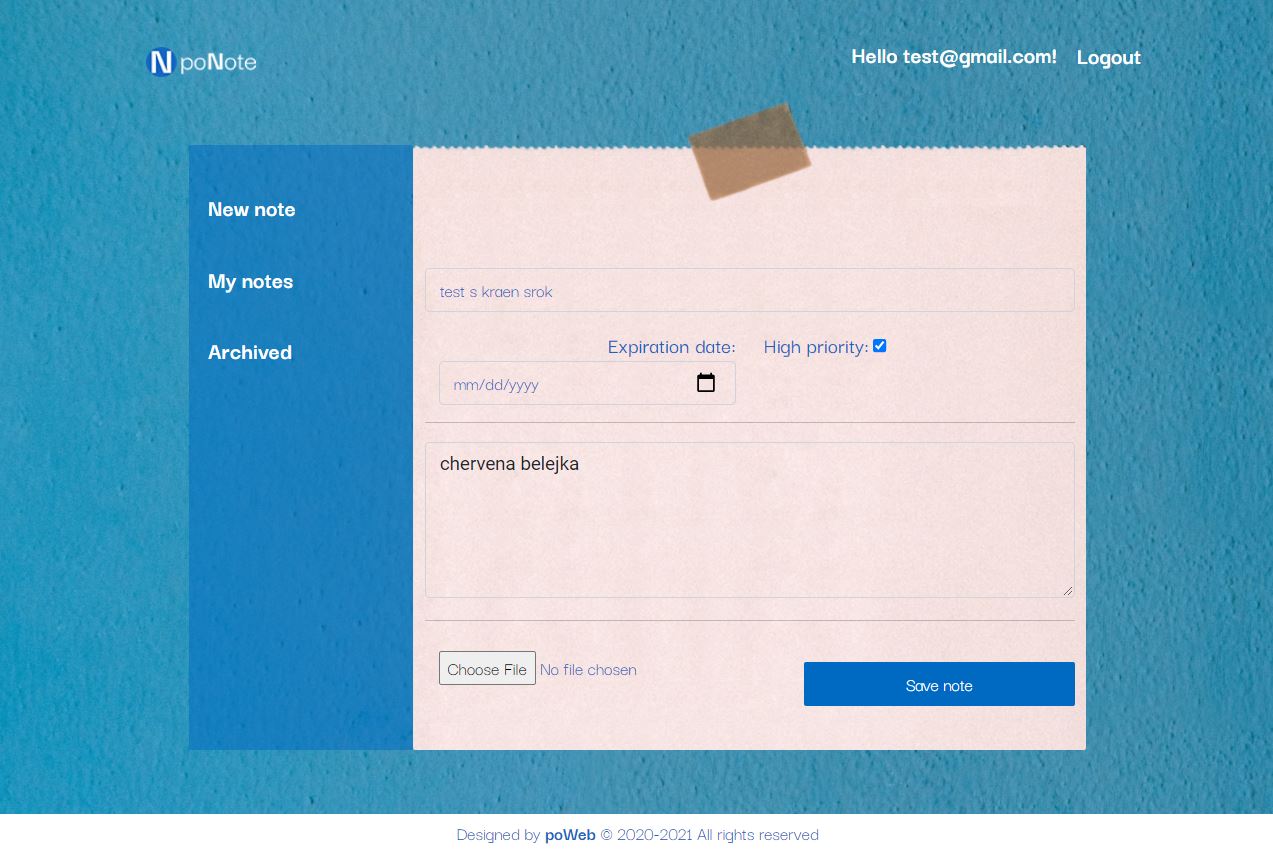 N poNote
Hello test@gmail.com!
Logout
New note
My notes
Archived
test s kraen srok
Expiration date:
High priority:
mm/dd/yyyy
chervena belejka
Choose File No file chosen
Save note
Designed by poWeb © 2020-2021 All rights reserved